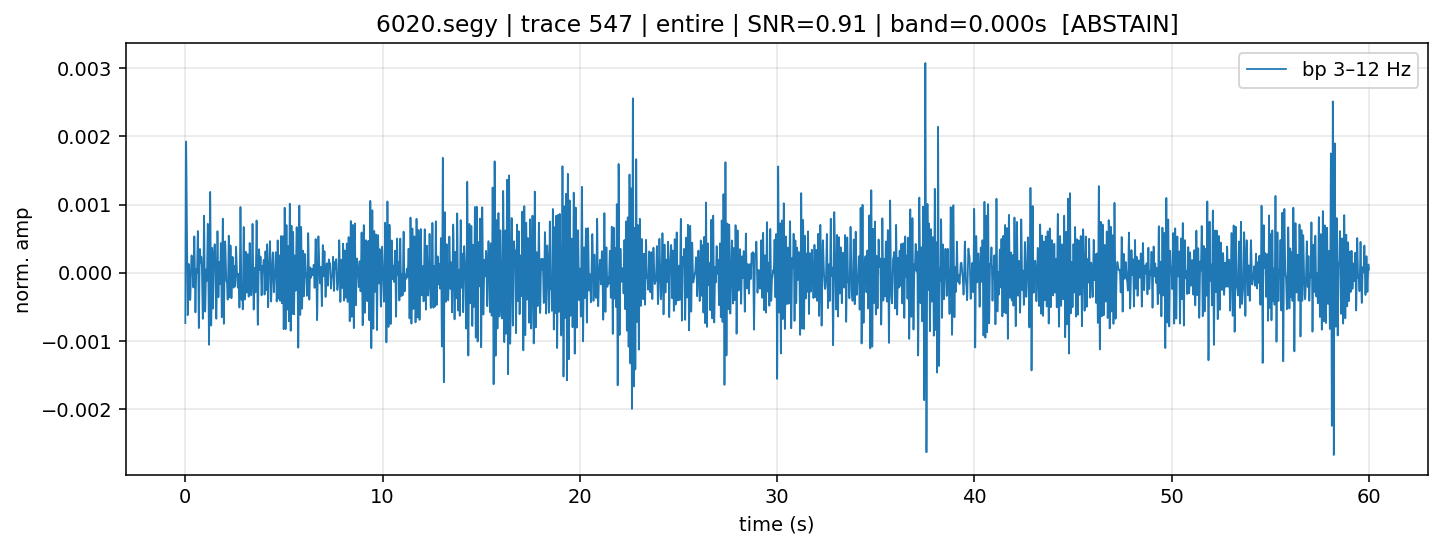 6020.segy | trace 547 | entire | SNR=0.91 | band=0.000s  [ABSTAIN]
bp 3–12 Hz
0.003
0.002
0.001
0.000
−0.001
−0.002
norm. amp
0 10 20 30 40 50 60
time (s)